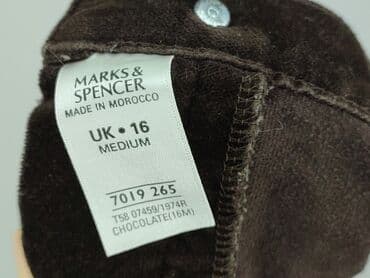 MARKS &
SPENCER
MADE IN MOROCCO
UK • 16
MEDIUM
7019 265
T58 07459/1974R
CHOCOLATE(16M)